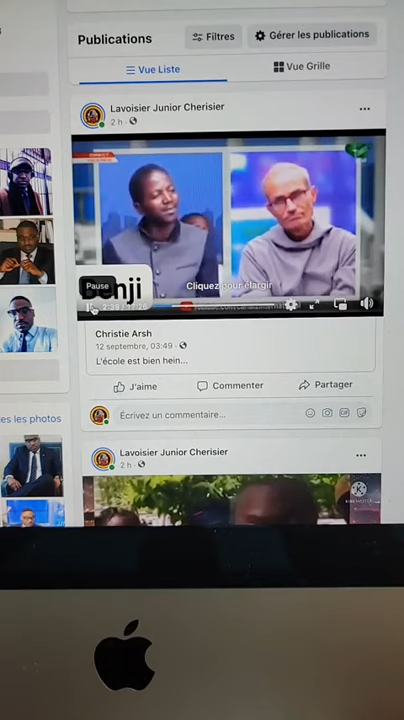 Publications
Filtres
Gérer les publications
Vue Liste
Vue Grille
Lavoisier Junior Cherisier
2 h
Pause
Cliquez pour élargir
Christie Arsh
12 septembre, 03:49
L'école est bien hein...
J'aime
Commenter
Partager
es les photos
Écrivez un commentaire...
GIF
Lavoisier Junior Cherisier
2 h